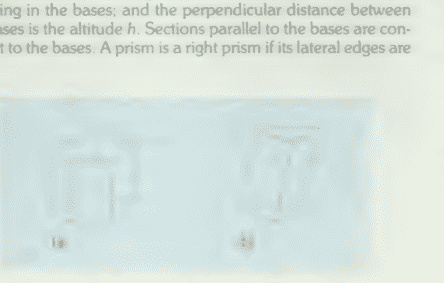 ing in the bases; and the perpendicular distance between
ases is the altitude h. Sections parallel to the bases are con-
t to the bases. A prism is a right prism if its lateral edges are